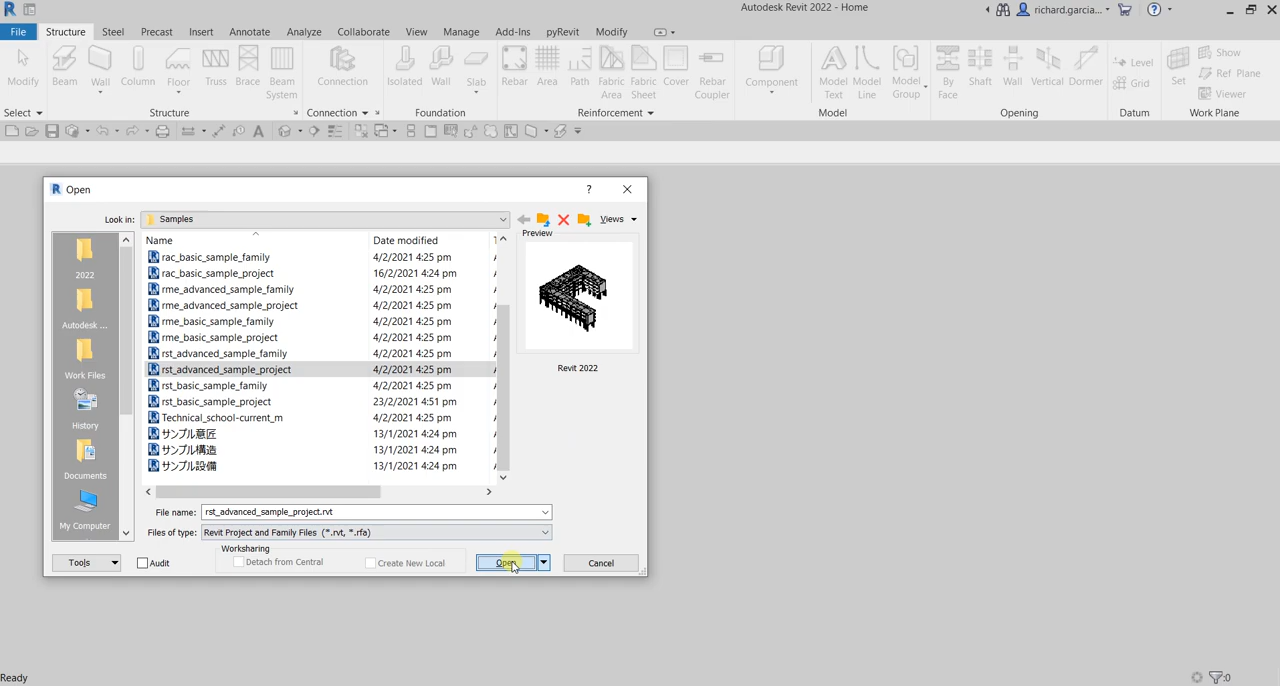 Autodesk Revit 2022 - Home
richard.garcia...
File Structure Steel Precast Insert Annotate Analyze Collaborate View Manage Add-Ins pyRevit Modify
Modify Beam Wall Column Floor Truss Brace Beam System Connection Isolated Wall Slab Rebar Area Path Fabric Area Fabric Sheet Cover Rebar Coupler Component Model Text Model Line Model Group By Face Shaft Wall Vertical Dormer Level Grid Set Show Ref Plane Viewer
Select Structure Connection Foundation Reinforcement Model Opening Datum Work Plane
Open
Look in: Samples Views
Name Date modified
Preview
rac_basic_sample_family 4/2/2021 4:25 pm
rac_basic_sample_project 16/2/2021 4:24 pm
rme_advanced_sample_family 4/2/2021 4:25 pm
rme_advanced_sample_project 4/2/2021 4:25 pm
rme_basic_sample_family 4/2/2021 4:25 pm
rme_basic_sample_project 4/2/2021 4:25 pm
rst_advanced_sample_family 4/2/2021 4:25 pm
rst_advanced_sample_project 4/2/2021 4:25 pm
rst_basic_sample_family 4/2/2021 4:25 pm
rst_basic_sample_project 23/2/2021 4:51 pm
Technical_school-current_m 4/2/2021 4:25 pm
サンプル意匠 13/1/2021 4:24 pm
サンプル構造 13/1/2021 4:24 pm
サンプル設備 13/1/2021 4:24 pm
2022
Autodesk ...
Work Files
History
Documents
My Computer
Revit 2022
File name: rst_advanced_sample_project.rvt
Files of type: Revit Project and Family Files (*.rvt, *.rfa)
Worksharing
Tools Audit Detach from Central Create New Local Open Cancel
Ready
:0